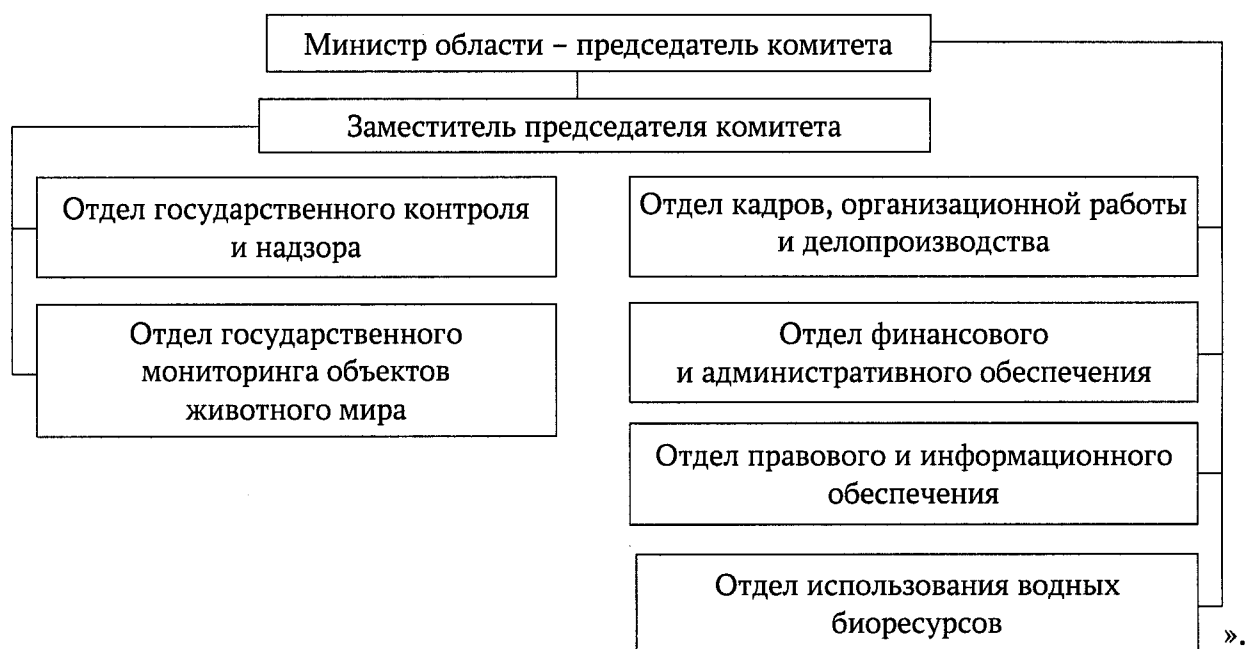 Министр области – председатель комитета
Заместитель председателя комитета
Отдел государственного контроля
и надзора
Отдел государственного
мониторинга объектов
животного мира
Отдел кадров, организационной работы
и делопроизводства
Отдел финансового
и административного обеспечения
Отдел правового и информационного
обеспечения
Отдел использования водных
биоресурсов
».